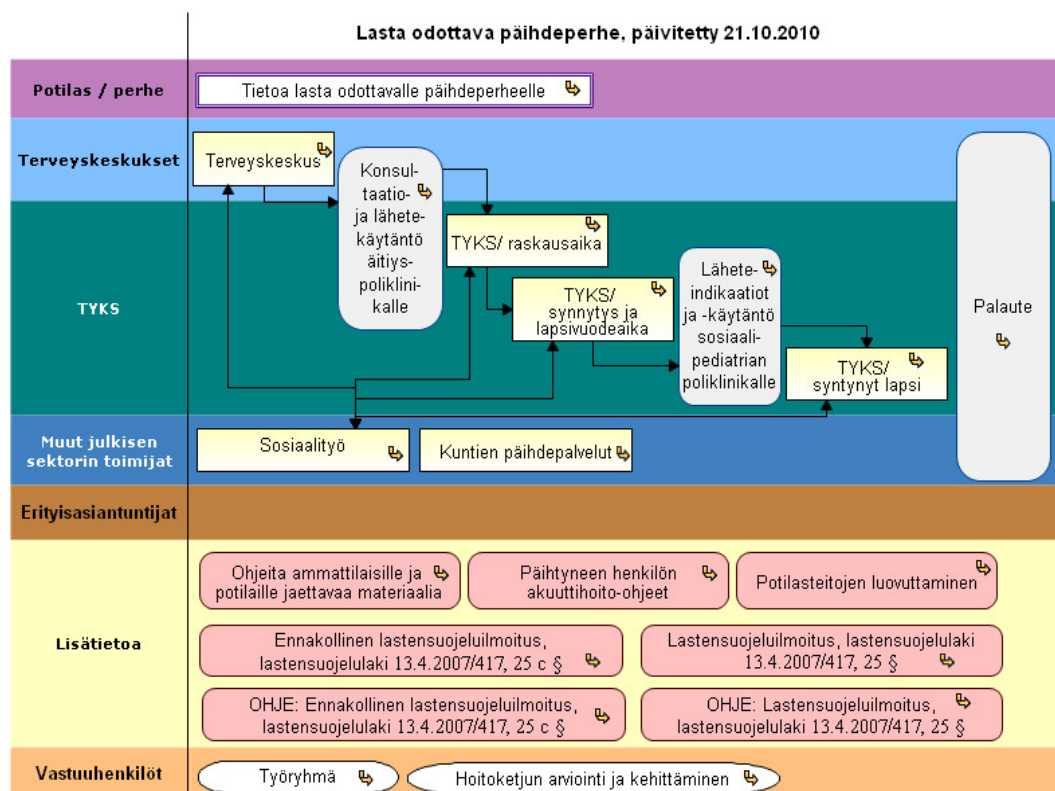 Lasta odottava päihdeperhe, päivitetty 21.10.2010
Potilas / perhe
Tietoa lasta odottavalle päihdeperheelle
Terveyskeskukset
Terveyskeskus
Konsul-
taatio-
ja lähete-
käytäntö
äitiys-
poliklini-
kalle
TYKS
TYKS/ raskausaika
TYKS/
synnytys ja
lapsivuodeaika
Lähete-
indikaatiot
ja -käytäntö
sosiaali-
pediatrian
poliklinikalle
TYKS/
syntynyt lapsi
Palaute
Muut julkisen
sektorin toimijat
Sosiaalityö
Kuntien päihdepalvelut
Erityisasiantuntijat
Lisätietoa
Ohjeita ammattilaisille ja
potilaille jaettavaa materiaalia
Päihtyneen henkilön
akuuttihoito-ohjeet
Potilasteitojen luovuttaminen
Ennakollinen lastensuojeluilmoitus,
lastensuojelulaki 13.4.2007/417, 25 c §
Lastensuojeluilmoitus, lastensuojelulaki
13.4.2007/417, 25 §
OHJE: Ennakollinen lastensuojeluilmoitus,
lastensuojelulaki 13.4.2007/417, 25 c §
OHJE: Lastensuojeluilmoitus,
lastensuojelulaki 13.4.2007/417, 25 §
Vastuuhenkilöt
Työryhmä
Hoitoketjun arviointi ja kehittäminen